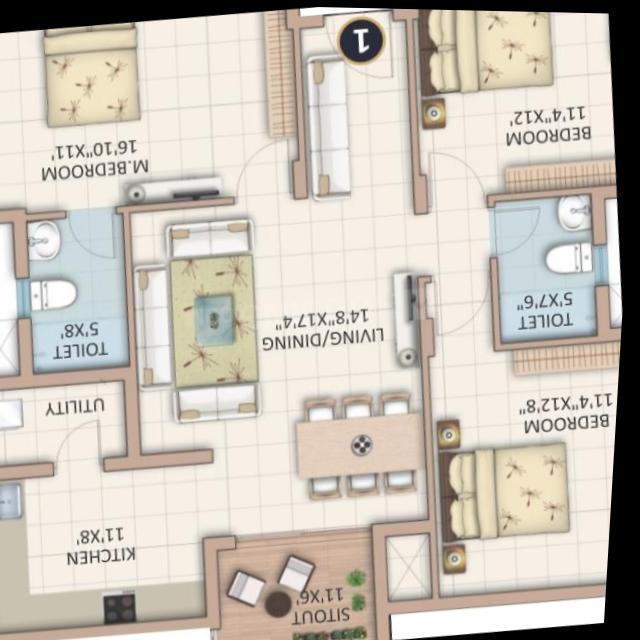 SITOUT
11'X6'
KITCHEN
11'X8'
BEDROOM
11'4"X12'8"
UTILITY
TOILET
5'X8'
LIVING/DINING
14'8"X17'4"
TOILET
5'X7'6"
M.BEDROOM
16'10"X11'
BEDROOM
11'4"X12'
1